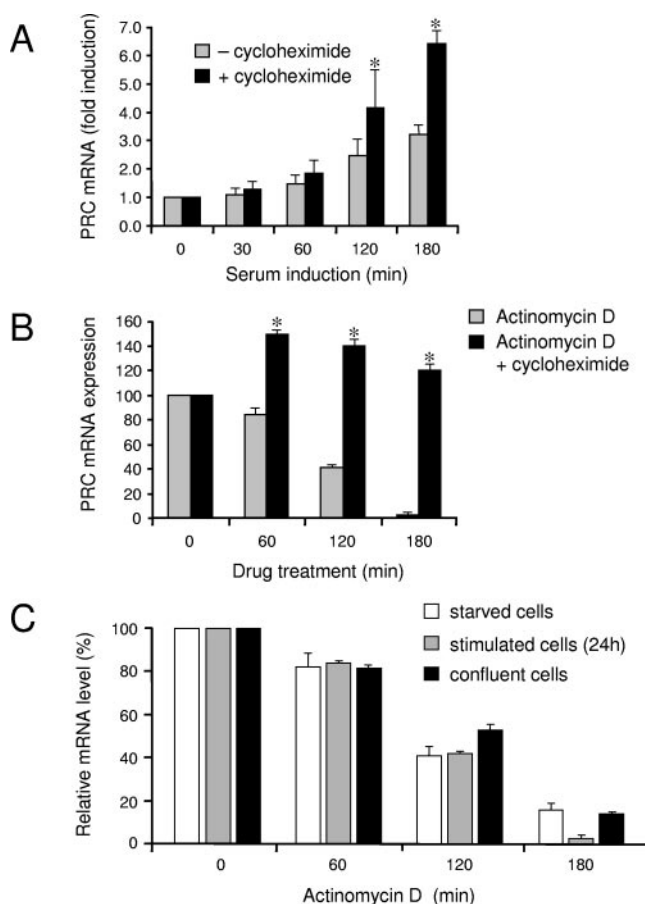 A
PRC mRNA (fold induction)
7.0
6.0
5.0
4.0
3.0
2.0
1.0
0.0
– cycloheximide
+ cycloheximide
*
*
0 30 60 120 180
Serum induction (min)
B
PRC mRNA expression
160
140
120
100
80
60
40
20
0
*
*
*
Actinomycin D
Actinomycin D
+ cycloheximide
0 60 120 180
Drug treatment (min)
C
Relative mRNA level (%)
100
80
60
40
20
0
starved cells
stimulated cells (24h)
confluent cells
0 60 120 180
Actinomycin D (min)